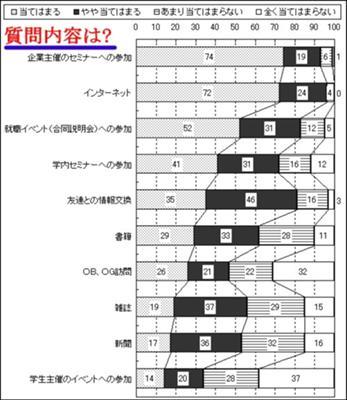 □当てはまる ■やや当てはまる 目あまり当てはまらない □全く当てはまらない
質問内容は?
0 10 20 30 40 50 60 70 80 90 100
企業主催のセミナーへの参加 74 19 6 1
インターネット 72 24 4 0
就職イベント(合同説明会)への参加 52 31 12 5
学内セミナーへの参加 41 31 16 12
友達との情報交換 35 46 16 3
書籍 29 33 28 11
OB、OG訪問 26 21 22 32
雑誌 19 37 29 15
新聞 17 36 32 16
学生主催のイベントへの参加 14 20 28 37